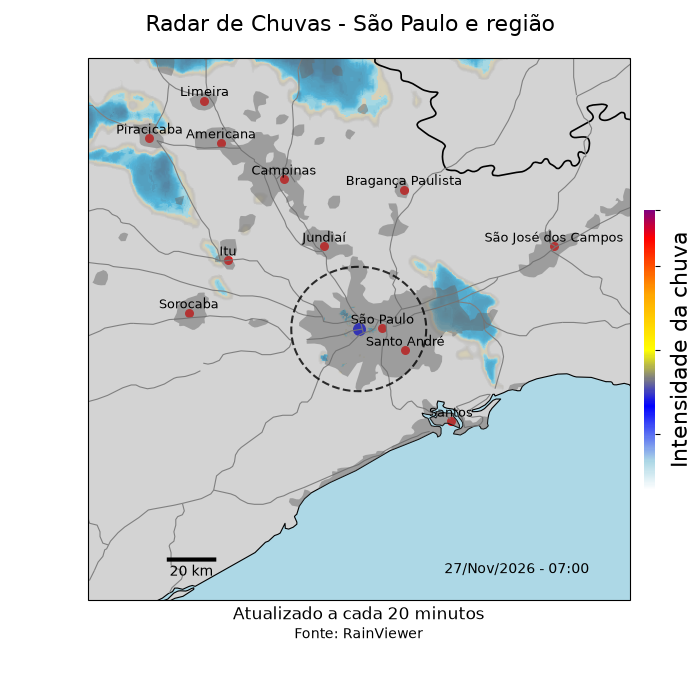 Radar de Chuvas - São Paulo e região
Limeira
Piracicaba
Americana
Campinas
Bragança Paulista
Jundiaí
São José dos Campos
Itu
Sorocaba
São Paulo
Santo André
Santos
Intensidade da chuva
20 km
27/Nov/2026 - 07:00
Atualizado a cada 20 minutos
Fonte: RainViewer